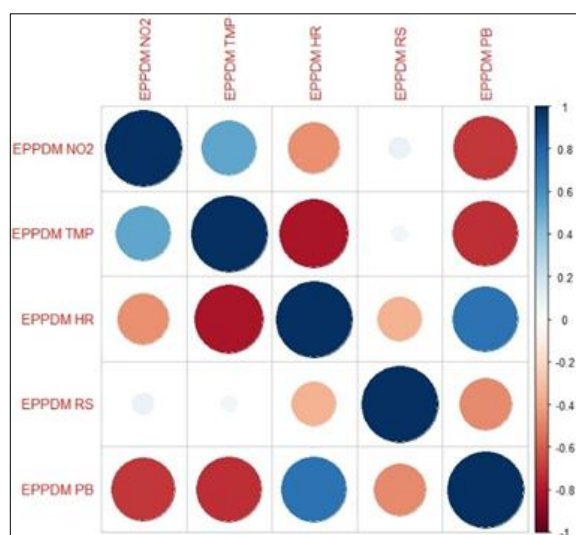 EPPDM NO2
EPPDM TMP
EPPDM HR
EPPDM RS
EPPDM PB
EPPDM NO2
EPPDM TMP
EPPDM HR
EPPDM RS
EPPDM PB
1
0.8
0.6
0.4
0.2
0
-0.2
-0.4
-0.6
-0.8
-1